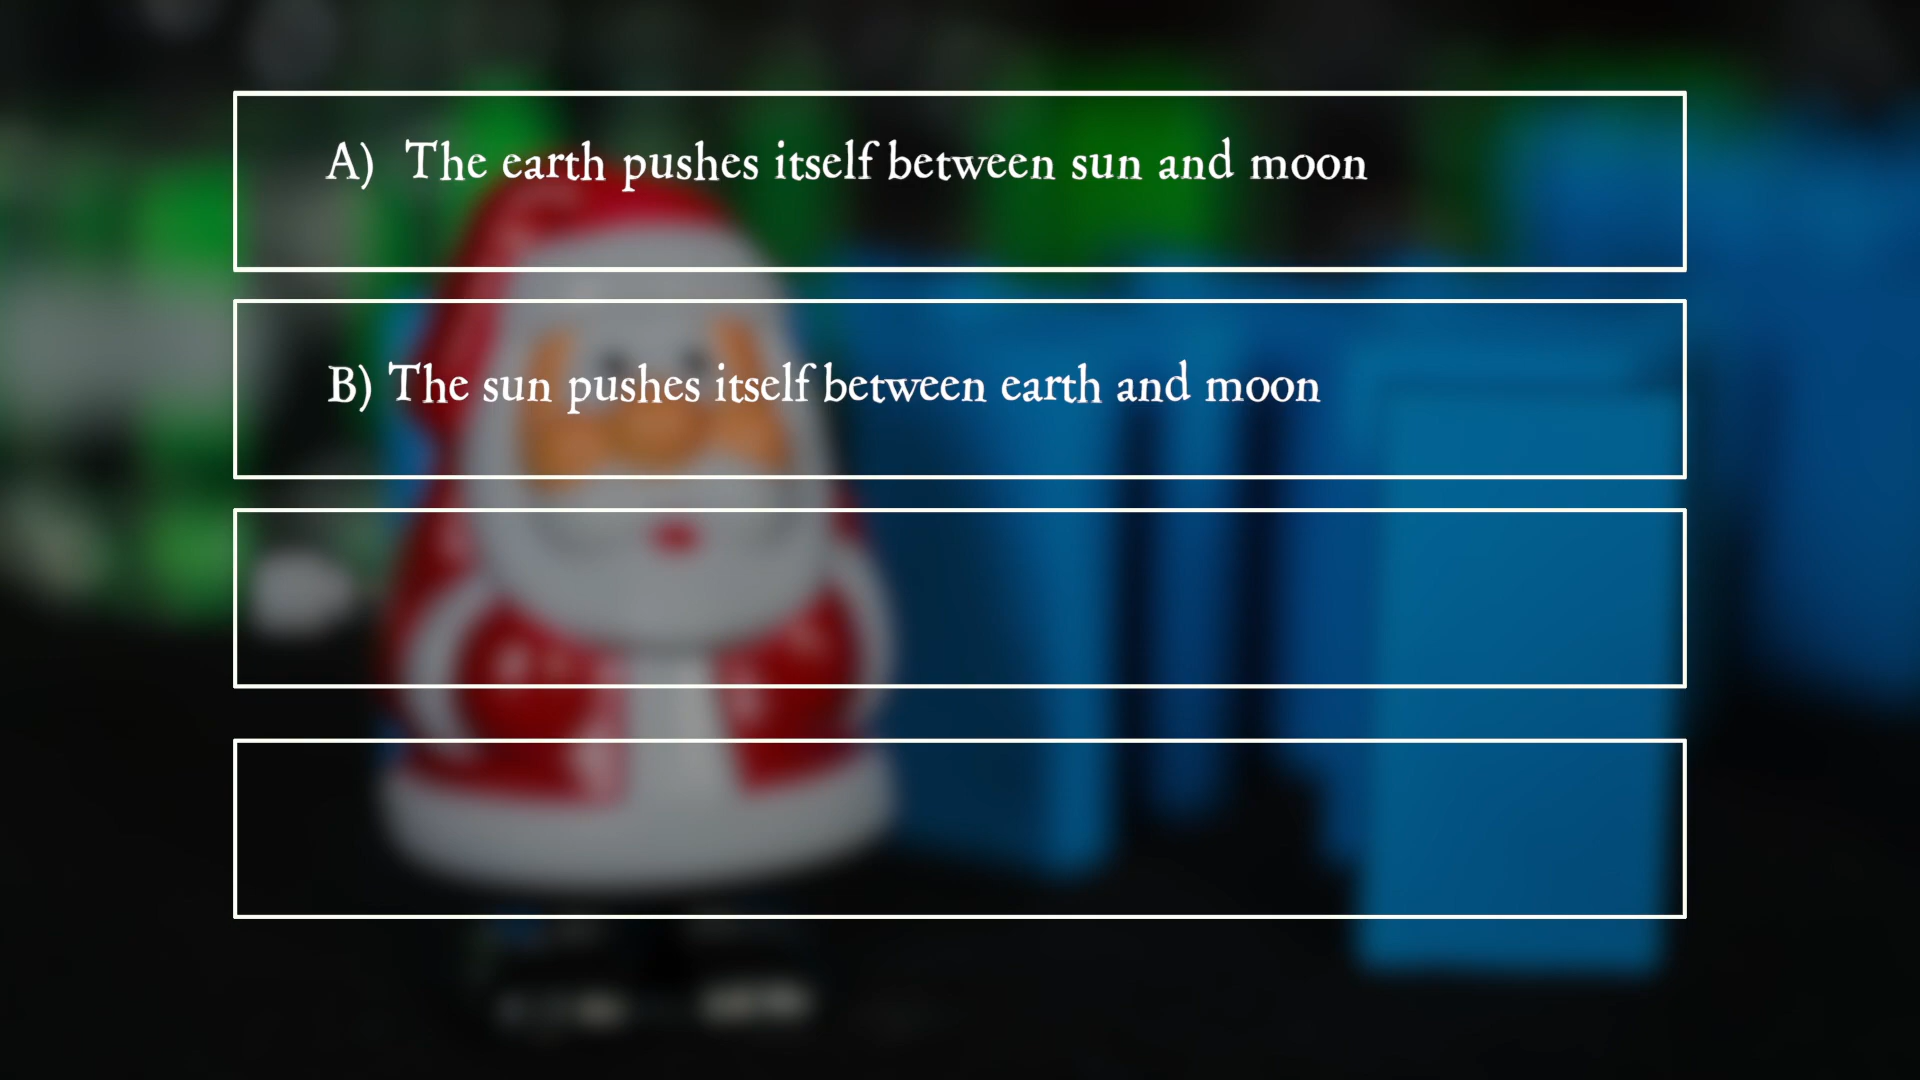 A) The earth pushes itself between sun and moon
B) The sun pushes itself between earth and moon